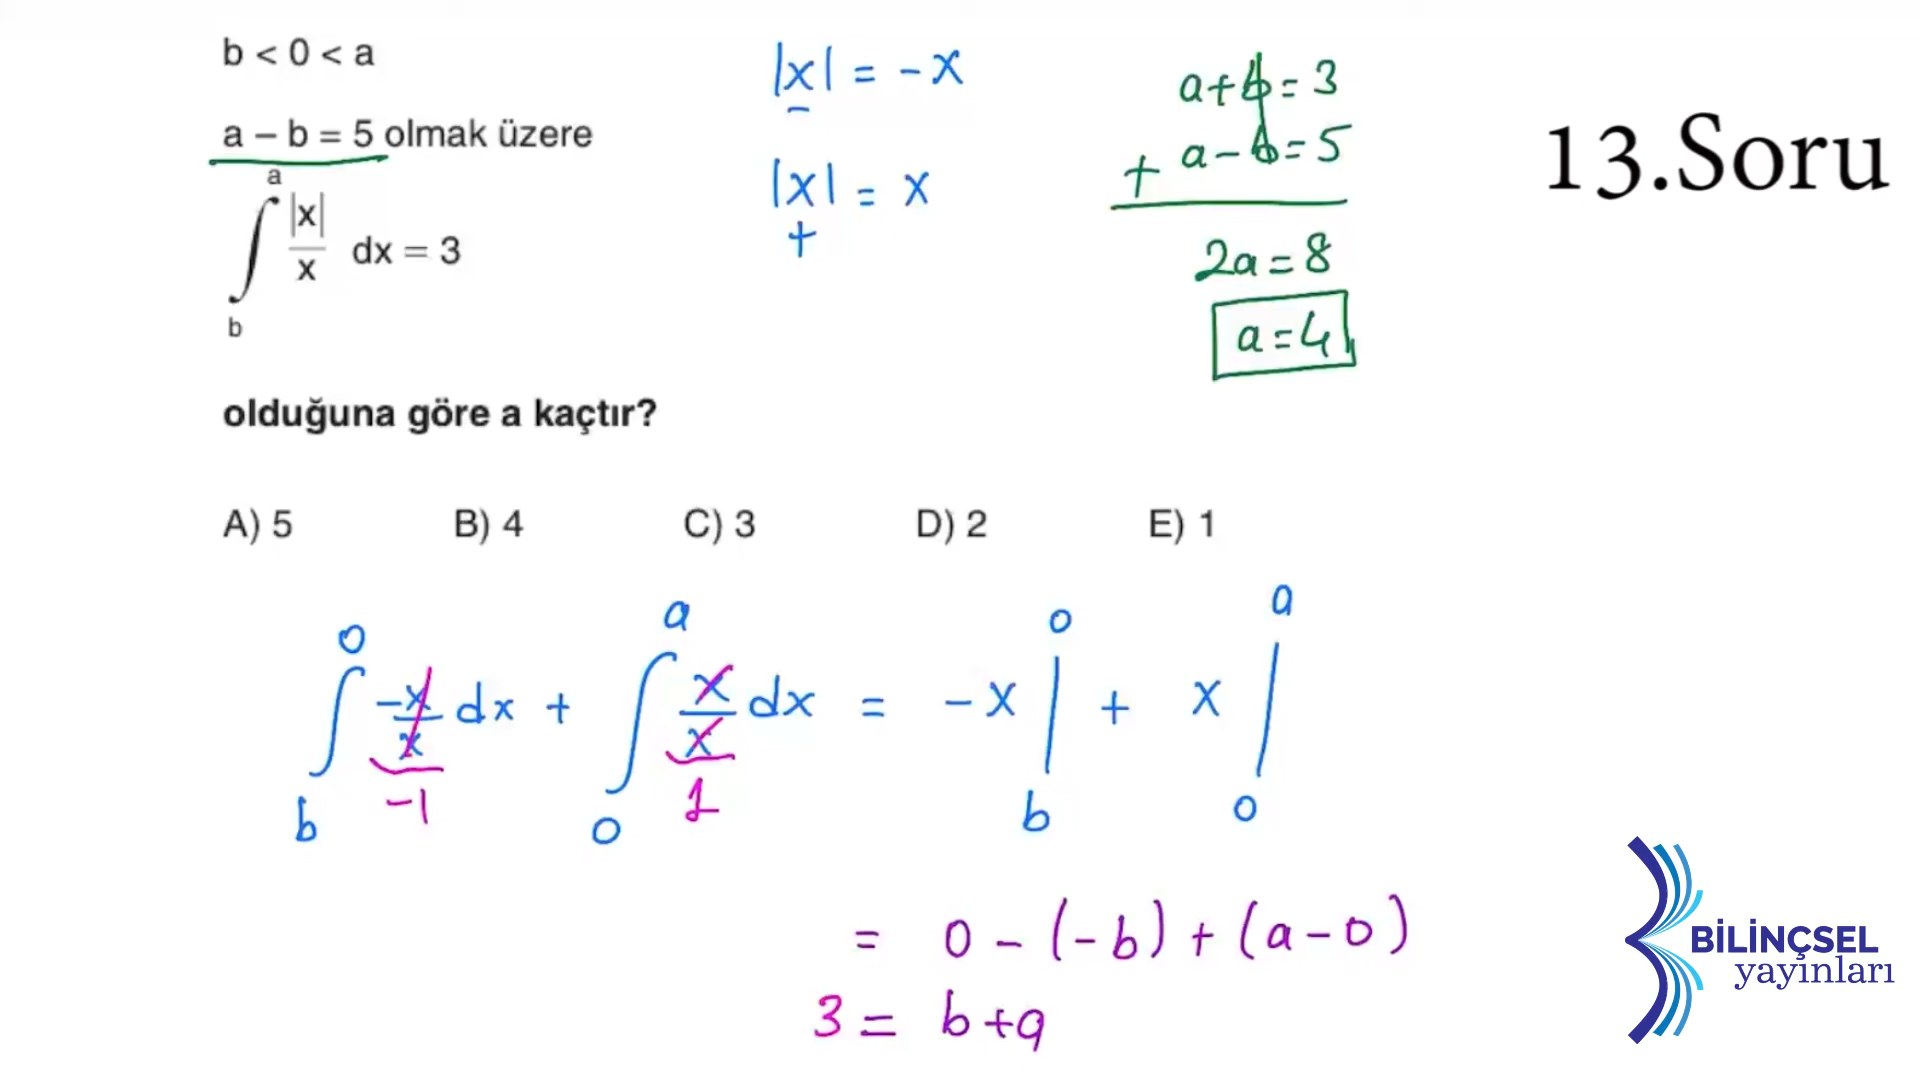 b < 0 < a
a – b = 5 olmak üzere
a
∫ |x|/x dx = 3
b
olduğuna göre a kaçtır?
A) 5 B) 4 C) 3 D) 2 E) 1
|x| = -x
-
|x| = x
+
a+b=3
+ a-b=5
2a=8
a=4
13.Soru
0 a 0 a
∫ -x/x dx + ∫ x/x dx = -x | + x |
-1 1
b 0 b 0
= 0 - (-b) + (a-0)
3 = b+a
BİLİNÇSEL
yayınları